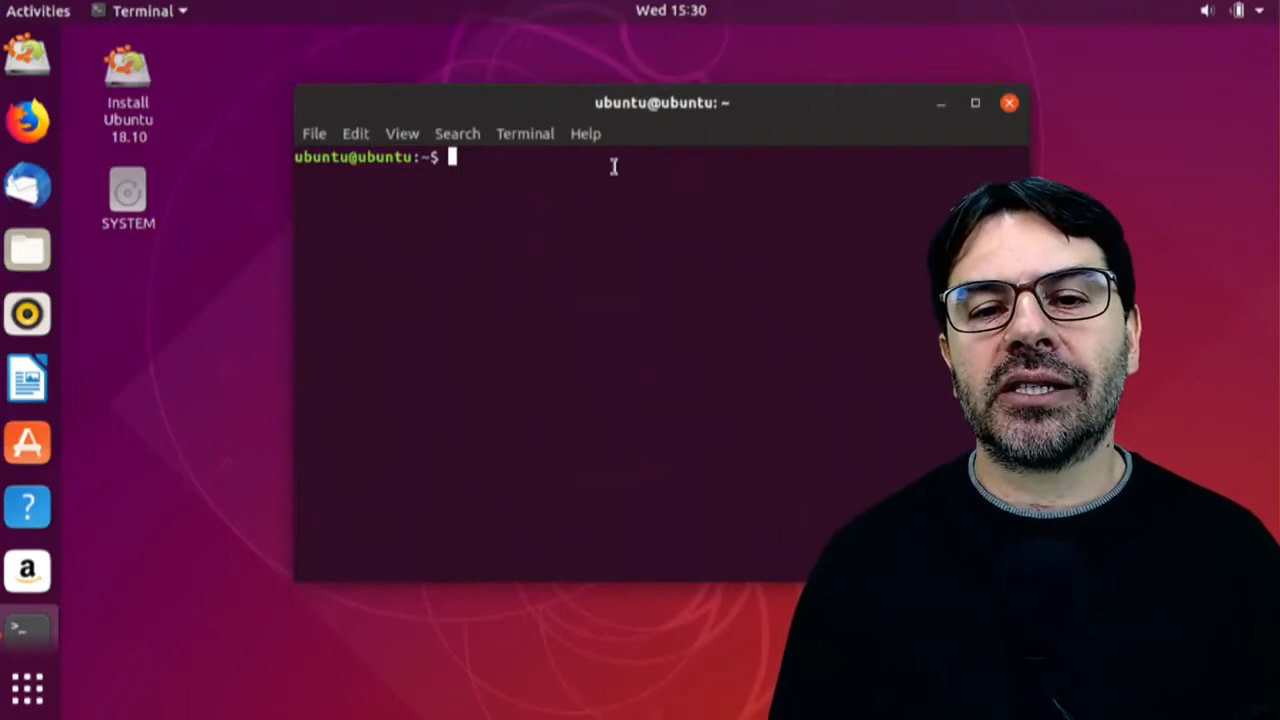 Activities
Terminal
Wed 15:30
Install
Ubuntu
18.10
SYSTEM
ubuntu@ubuntu: ~
File Edit View Search Terminal Help
ubuntu@ubuntu:~$
?
a
>_